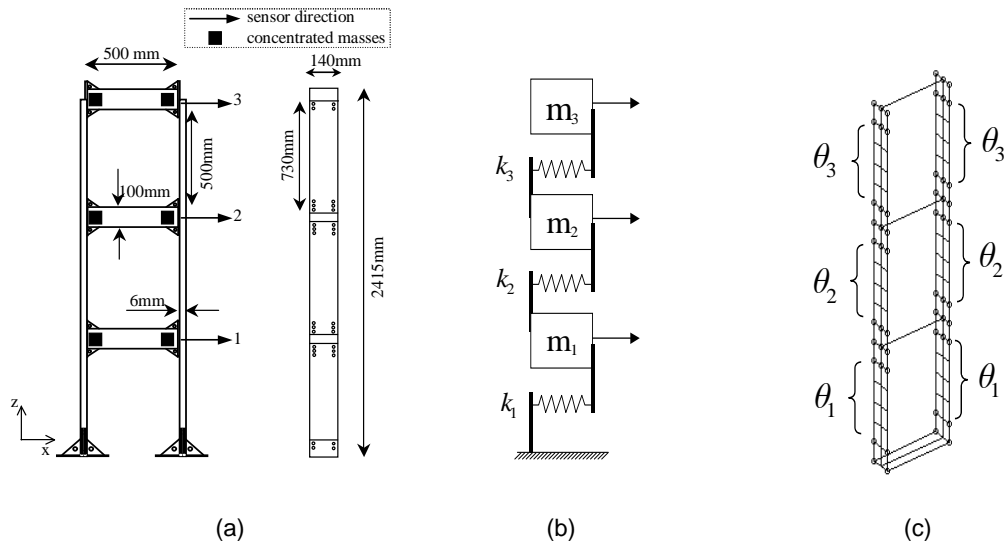 sensor direction
concentrated masses
500 mm
140mm
3
500mm
730mm
100mm
2
2415mm
6mm
1
z
x
m3
k3
m2
k2
m1
k1
θ3
θ3
θ2
θ2
θ1
θ1
(a)
(b)
(c)